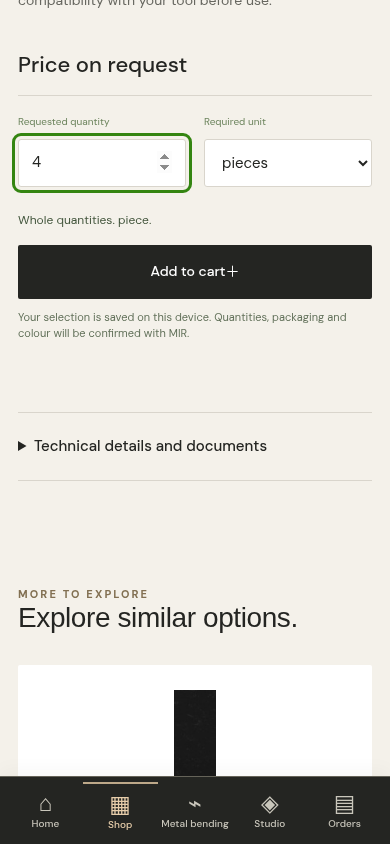 compatibility with your tool before use.
Price on request
Requested quantity
Required unit
4
pieces
Whole quantities. piece.
Add to cart+
Your selection is saved on this device. Quantities, packaging and
colour will be confirmed with MIR.
Technical details and documents
MORE TO EXPLORE
Explore similar options.
Home
Shop
Metal bending
Studio
Orders